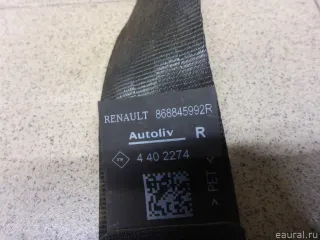 RENAULT 868845992R
Autoliv R
4 40 2274
> PET <
eaural.ru